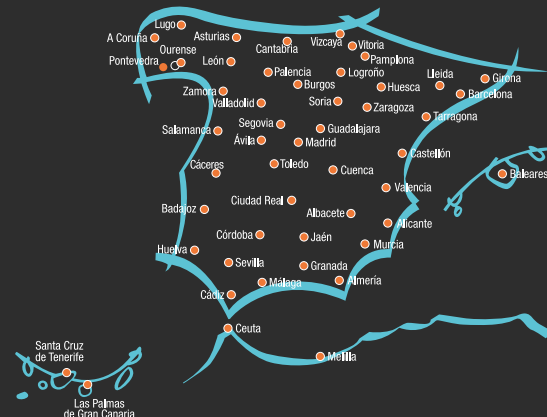 Lugo
A Coruña
Asturias
Cantabria
Vizcaya
Vitoria
Ourense
Pontevedra
León
Pamplona
Palencia
Logroño
Lleida
Girona
Burgos
Huesca
Zamora
Barcelona
Valladolid
Soria
Zaragoza
Tarragona
Segovia
Guadalajara
Salamanca
Ávila
Madrid
Castellón
Toledo
Cuenca
Cáceres
Baleares
Valencia
Ciudad Real
Badajoz
Albacete
Alicante
Córdoba
Jaén
Murcia
Huelva
Sevilla
Granada
Málaga
Almería
Cádiz
Ceuta
Santa Cruz
de Tenerife
Melilla
Las Palmas
de Gran Canaria